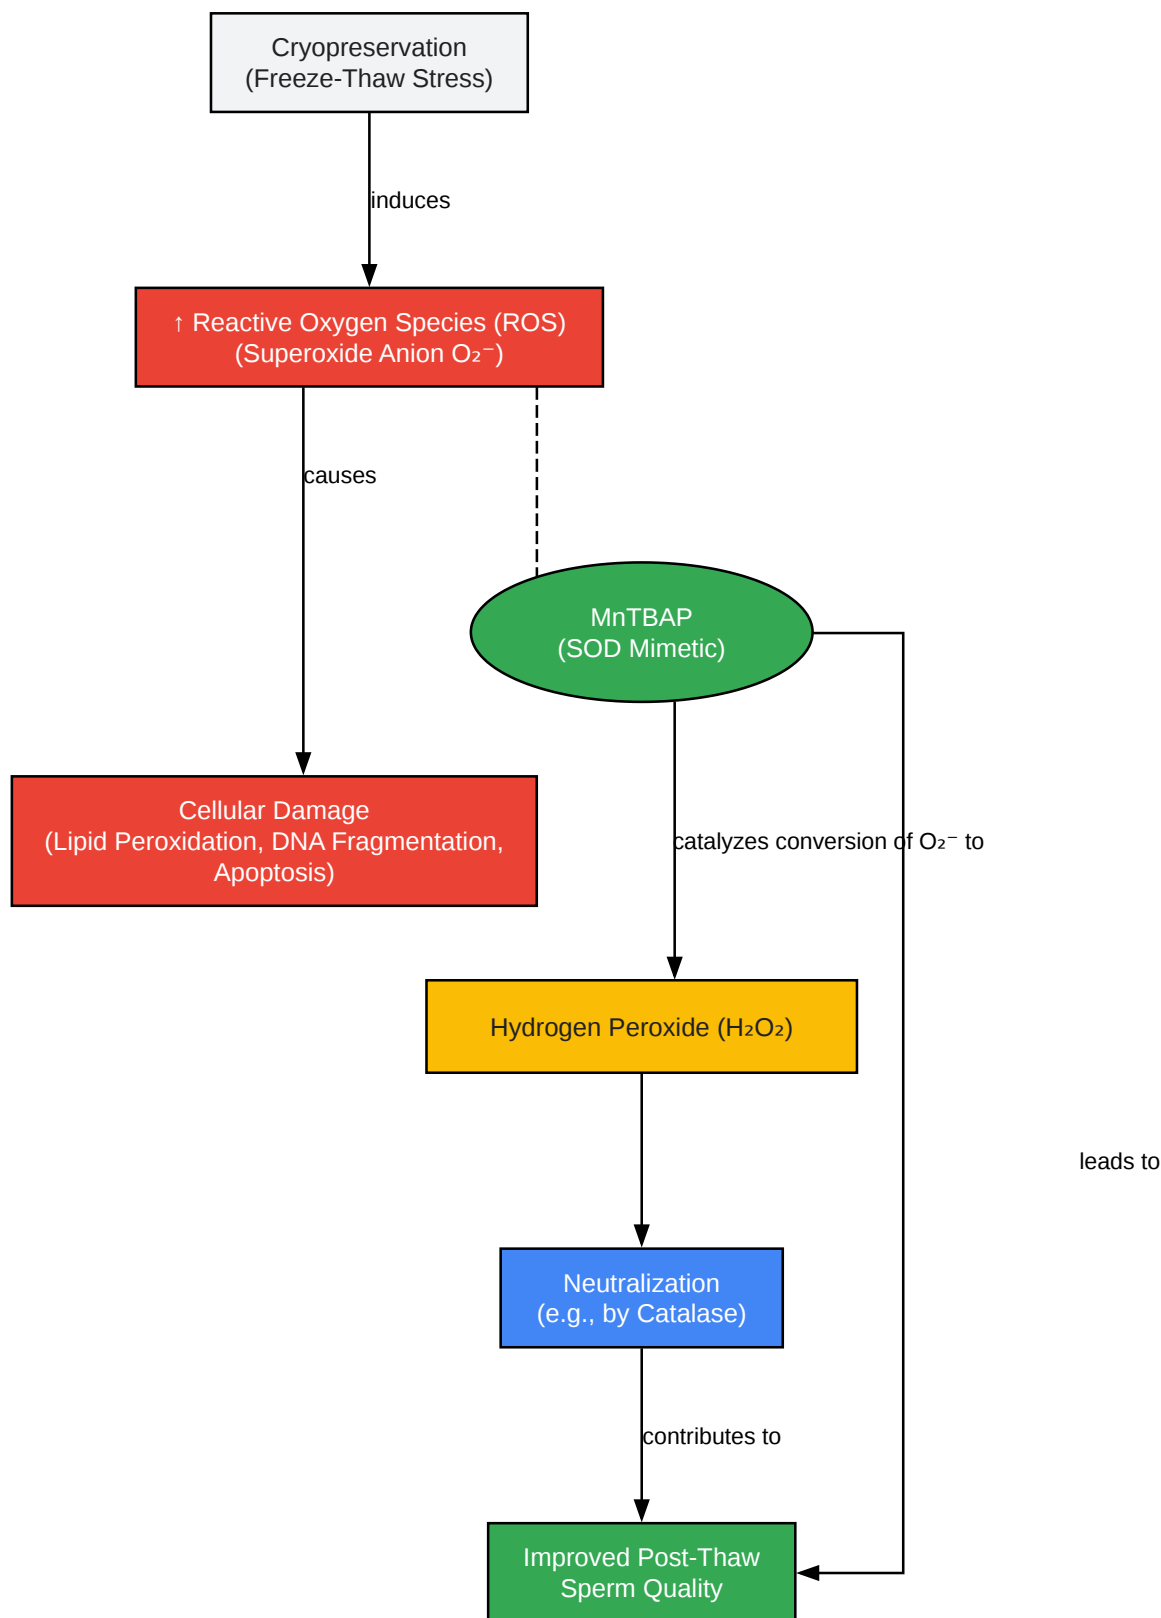 Cryopreservation
(Freeze-Thaw Stress)
induces
↑ Reactive Oxygen Species (ROS)
(Superoxide Anion O₂⁻)
causes
MnTBAP
(SOD Mimetic)
Cellular Damage
(Lipid Peroxidation, DNA Fragmentation,
Apoptosis)
catalyzes conversion of O₂⁻ to
Hydrogen Peroxide (H₂O₂)
leads to
Neutralization
(e.g., by Catalase)
contributes to
Improved Post-Thaw
Sperm Quality